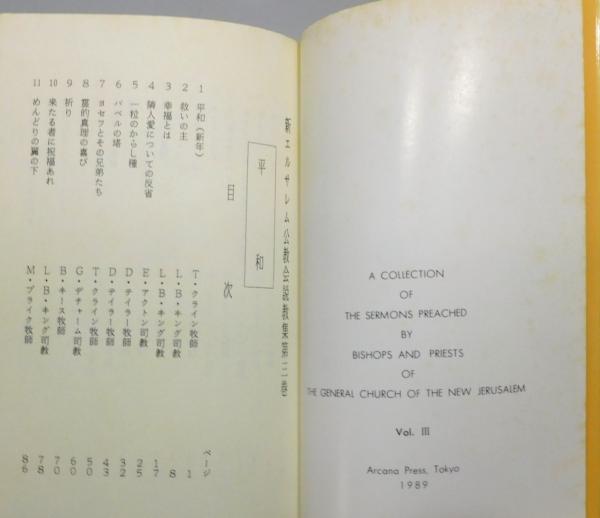 A COLLECTION
OF
THE SERMONS PREACHED
BY
BISHOPS AND PRIESTS
OF
THE GENERAL CHURCH OF THE NEW JERUSALEM
Vol. III
Arcana Press, Tokyo
1989
新エルサレム公教会説教集第三巻
平和
目次
ページ
1 平和(新年) T・クライン牧師 1
2 救いの主 L・B・キング司教 8
3 幸福とは L・B・キング司教 17
4 隣人愛についての反省 E・アクトン司教 25
5 一粒のからし種 D・テイラー牧師 32
6 バベルの塔 D・テイラー牧師 43
7 ヨセフとその兄弟たち T・クライン牧師 50
8 霊的真理の喜び G・デチャーム司教 60
9 祈り B・キース牧師 70
10 来たる者に祝福あれ L・B・キング司教 78
11 めんどりの翼の下 M・ブライク牧師 86